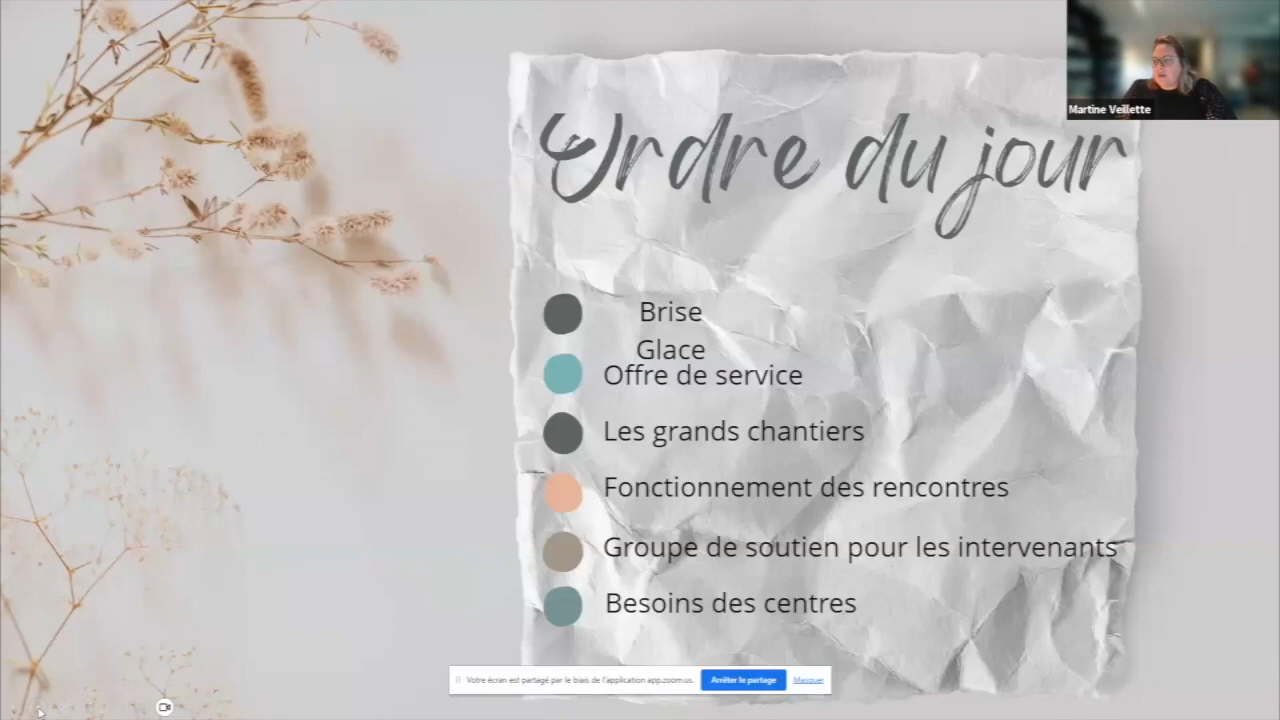 Martine Veillette
Ordre du jour
Brise
Glace
Offre de service
Les grands chantiers
Fonctionnement des rencontres
Groupe de soutien pour les intervenants
Besoins des centres
Votre écran est partagé par le biais de l'application app.zoom.us. Arrêter le partage Masquer